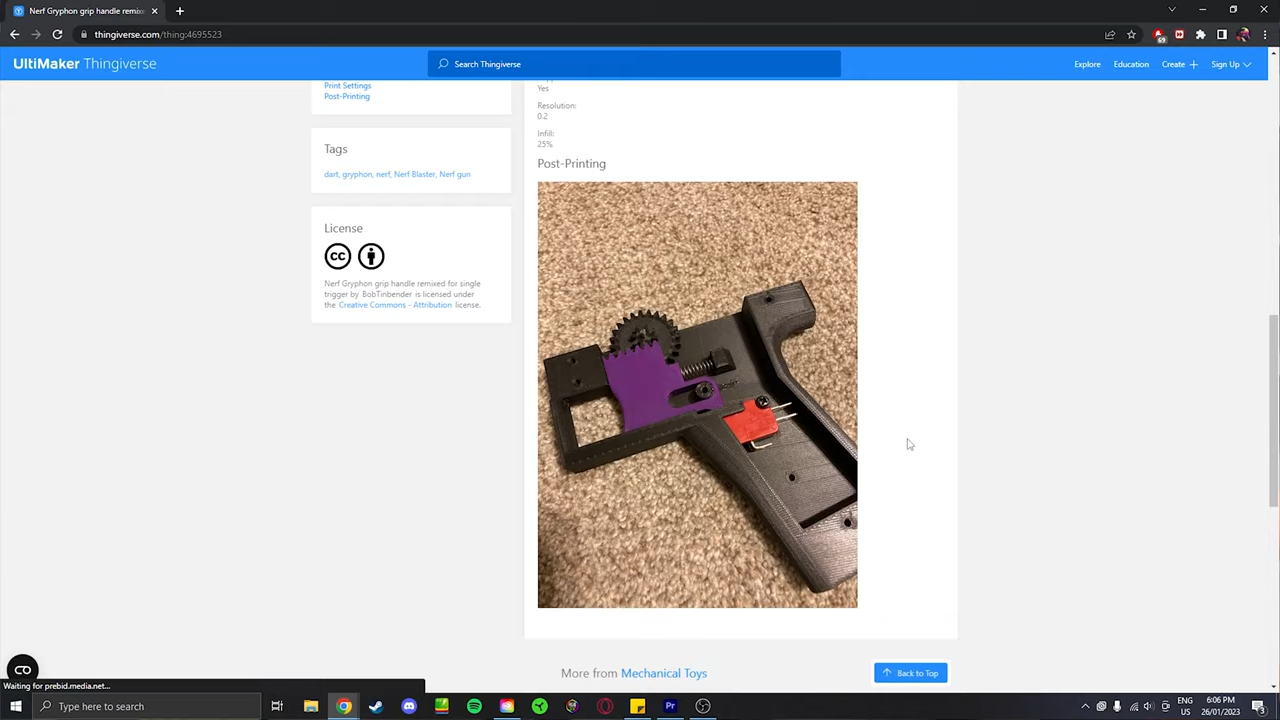 Nerf Gryphon grip handle remixe
thingiverse.com/thing:4695523
69
UltiMaker Thingiverse
Search Thingiverse
Explore
Education
Create
Sign Up
Print Settings
Post-Printing
Yes
Resolution:
0.2
Infill:
25%
Post-Printing
Tags
dart, gryphon, nerf, Nerf Blaster, Nerf gun
License
CC
Nerf Gryphon grip handle remixed for single
trigger by BobTinbender is licensed under
the Creative Commons - Attribution license.
More from Mechanical Toys
Back to Top
Waiting for prebid.media.net...
Type here to search
Pr
ENG
US
6:06 PM
26/01/2023